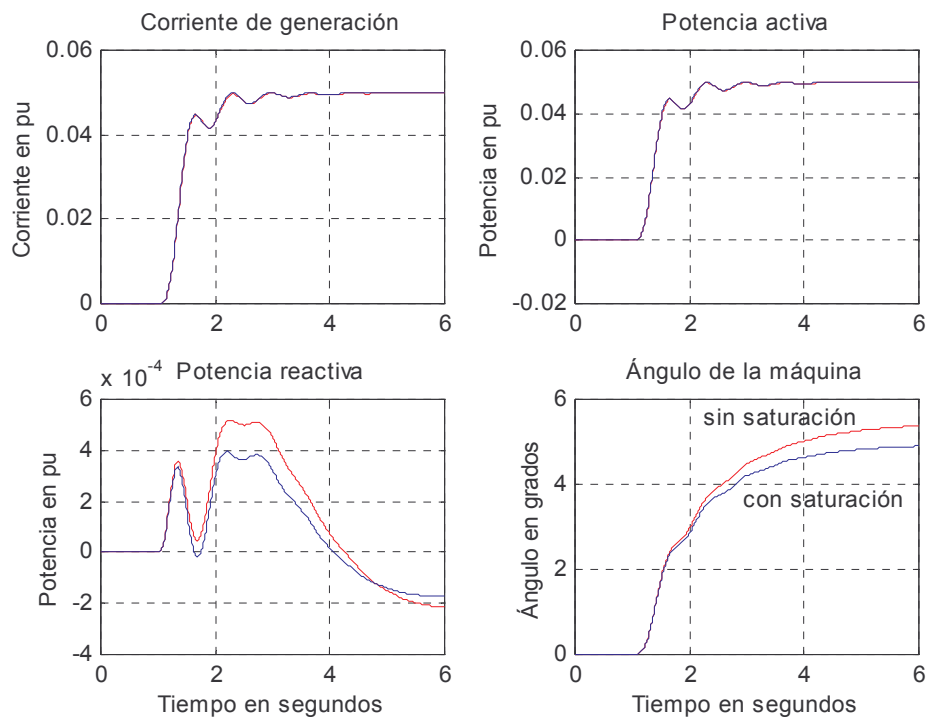 Corriente de generación
Corriente en pu
0.06
0.04
0.02
0
0
2
4
6
Potencia activa
Potencia en pu
0.06
0.04
0.02
0
-0.02
0
2
4
6
x 10^-4
Potencia reactiva
Potencia en pu
6
4
2
0
-2
-4
0
2
4
6
Tiempo en segundos
Ángulo de la máquina
Ángulo en grados
6
4
2
0
sin saturación
con saturación
0
2
4
6
Tiempo en segundos